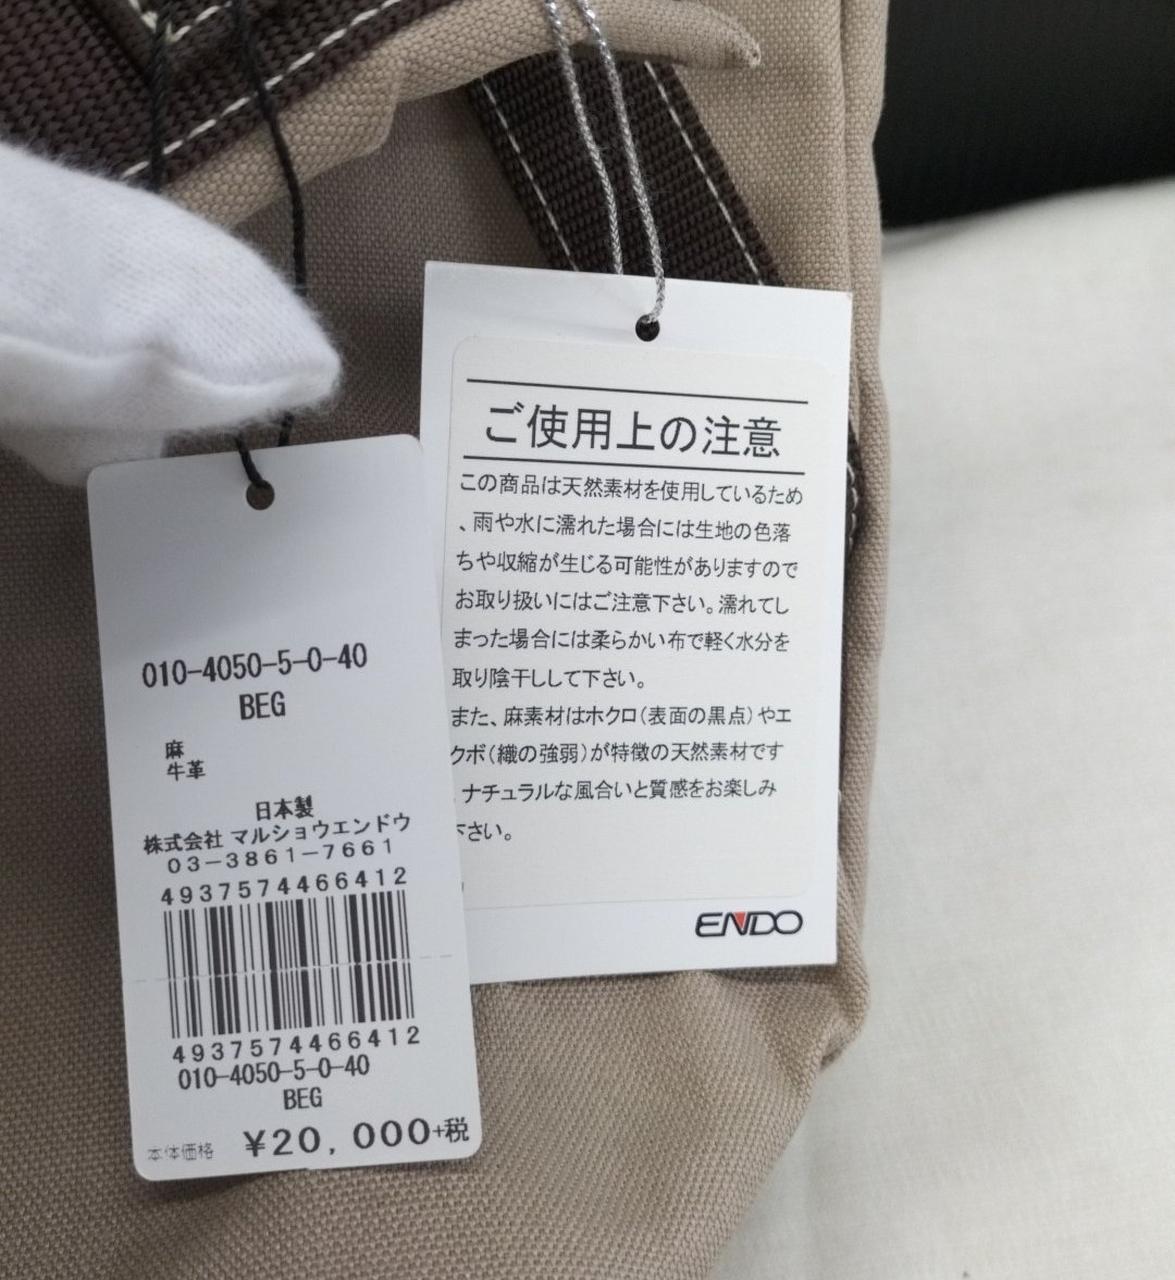 010-4050-5-0-40
BEG
麻
牛革
日本製
株式会社 マルショウエンドウ
03-3861-7661
4937574466412
4937574466412
010-4050-5-0-40
BEG
本体価格 ¥20,000+税
ご使用上の注意
この商品は天然素材を使用しているため
、雨や水に濡れた場合には生地の色落
ちや収縮が生じる可能性がありますので
お取り扱いにはご注意下さい。濡れてし
まった場合には柔らかい布で軽く水分を
取り陰干しして下さい。
また、麻素材はホクロ(表面の黒点)やエ
クボ(織の強弱)が特徴の天然素材です
ナチュラルな風合いと質感をお楽しみ
下さい。
ENDO